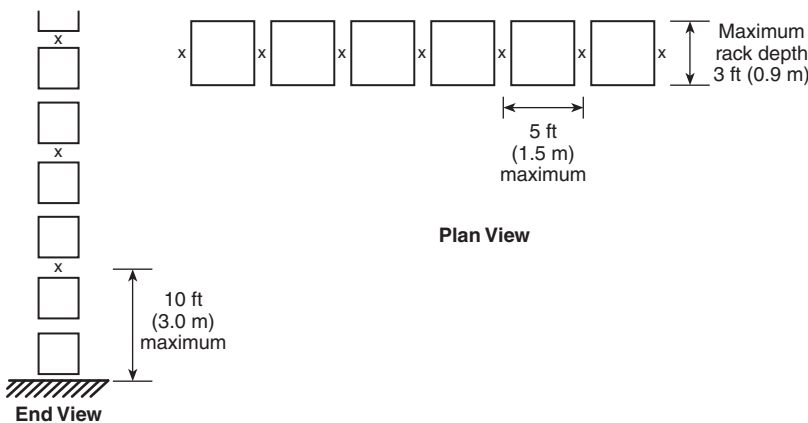 x
x
x
10 ft
(3.0 m)
maximum
End View
x x x x x x x
Maximum
rack depth
3 ft (0.9 m)
5 ft
(1.5 m)
maximum
Plan View